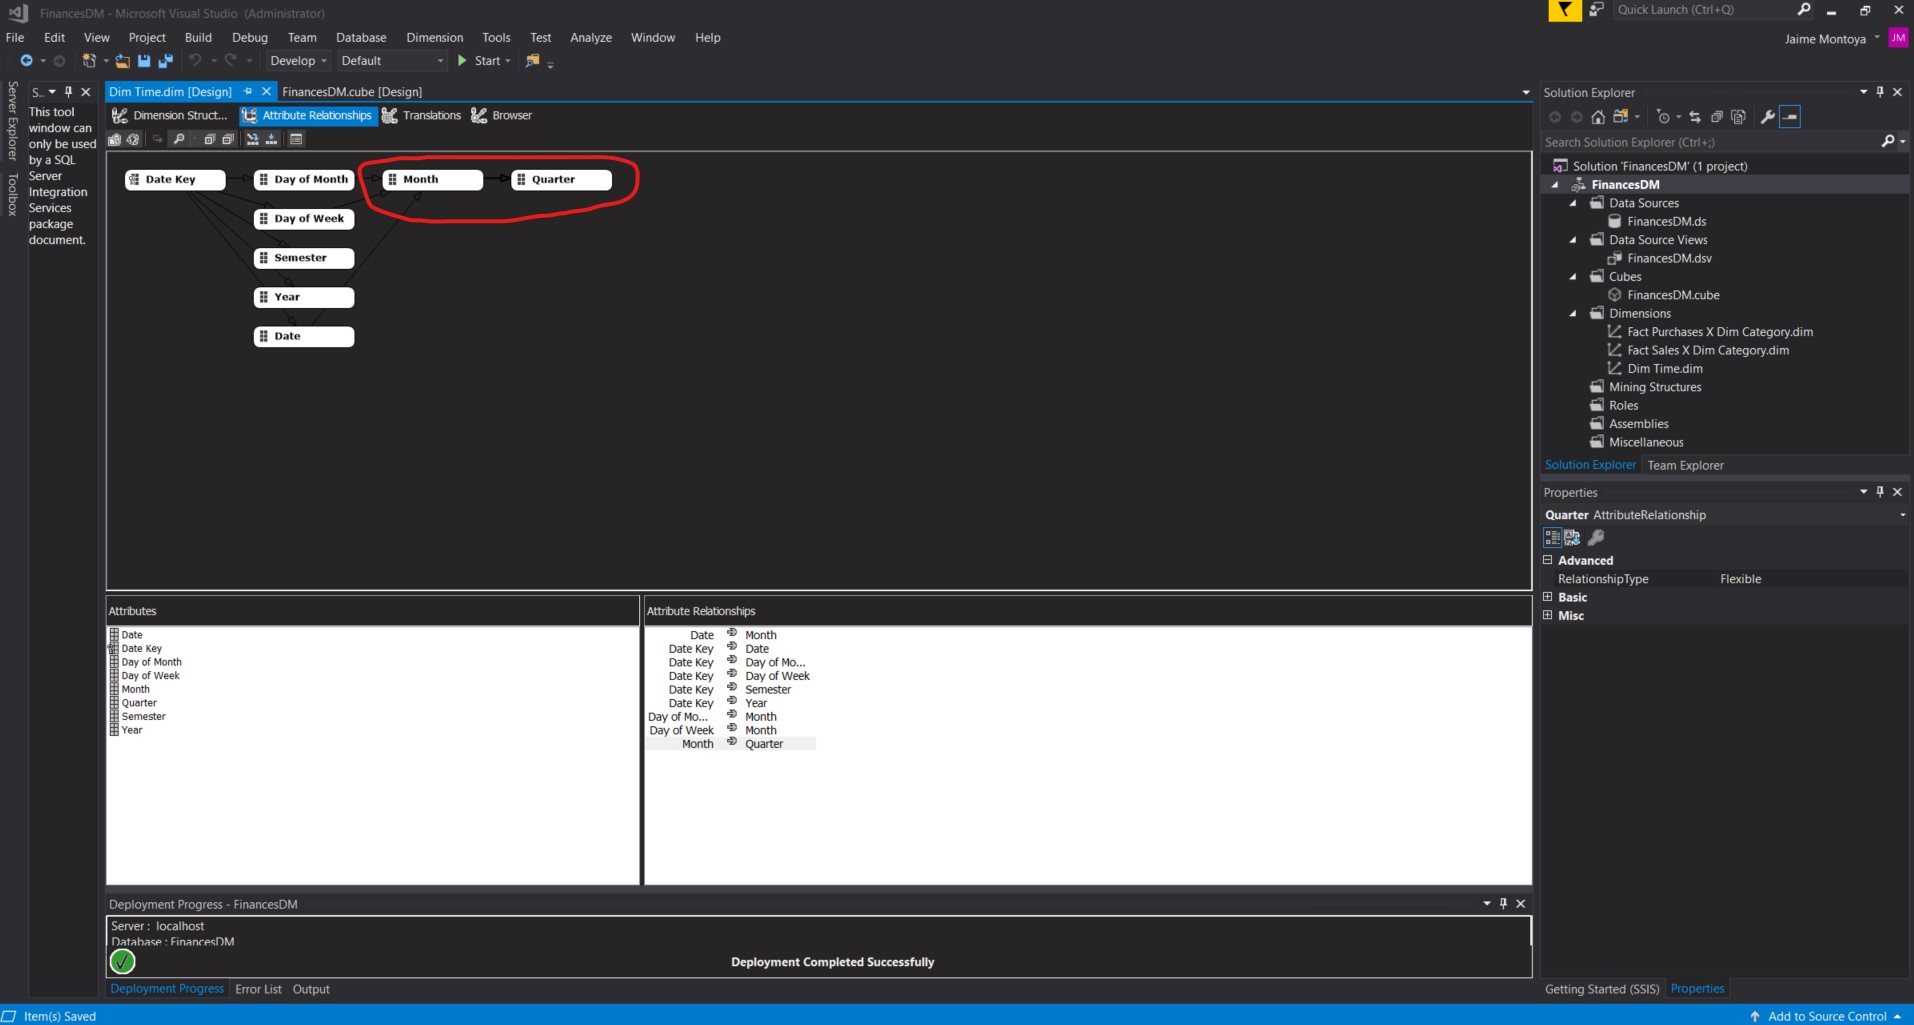 FinancesDM - Microsoft Visual Studio (Administrator)
Quick Launch (Ctrl+Q)
File Edit View Project Build Debug Team Database Dimension Tools Test Analyze Window Help
Jaime Montoya JM
Develop Default Start
Server Explorer
Toolbox
S..
This tool
window can
only be used
by a SQL
Server
Integration
Services
package
document.
Dim Time.dim [Design] FinancesDM.cube [Design]
Dimension Struct... Attribute Relationships Translations Browser
Date Key Day of Month Month Quarter
Day of Week
Semester
Year
Date
Attributes
Date
Date Key
Day of Month
Day of Week
Month
Quarter
Semester
Year
Attribute Relationships
Date Month
Date Key Date
Date Key Day of Mo...
Date Key Day of Week
Date Key Semester
Date Key Year
Day of Mo... Month
Day of Week Month
Month Quarter
Deployment Progress - FinancesDM
Server : localhost
Database : FinancesDM
Deployment Completed Successfully
Deployment Progress Error List Output
Solution Explorer
Search Solution Explorer (Ctrl+;)
Solution 'FinancesDM' (1 project)
FinancesDM
Data Sources
FinancesDM.ds
Data Source Views
FinancesDM.dsv
Cubes
FinancesDM.cube
Dimensions
Fact Purchases X Dim Category.dim
Fact Sales X Dim Category.dim
Dim Time.dim
Mining Structures
Roles
Assemblies
Miscellaneous
Solution Explorer Team Explorer
Properties
Quarter AttributeRelationship
Advanced
RelationshipType Flexible
Basic
Misc
Getting Started (SSIS) Properties
Item(s) Saved
Add to Source Control